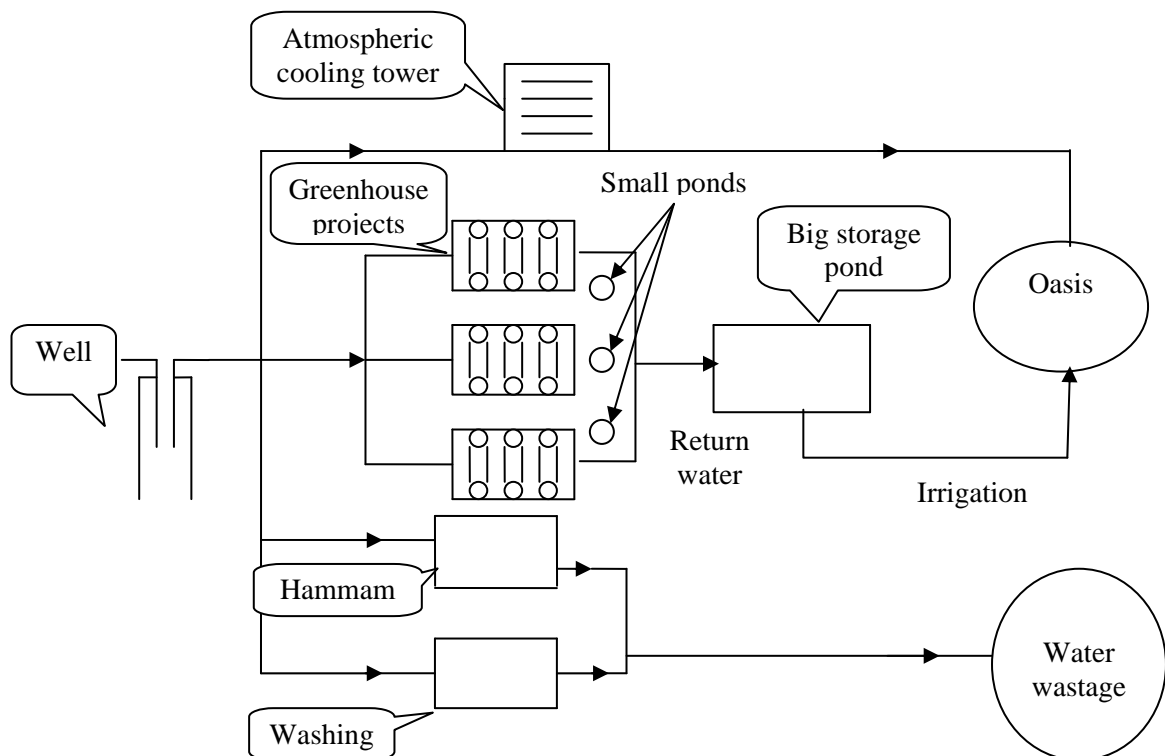 Atmospheric
cooling tower
Greenhouse
projects
Small ponds
Big storage
pond
Oasis
Well
Return
water
Irrigation
Hammam
Water
wastage
Washing